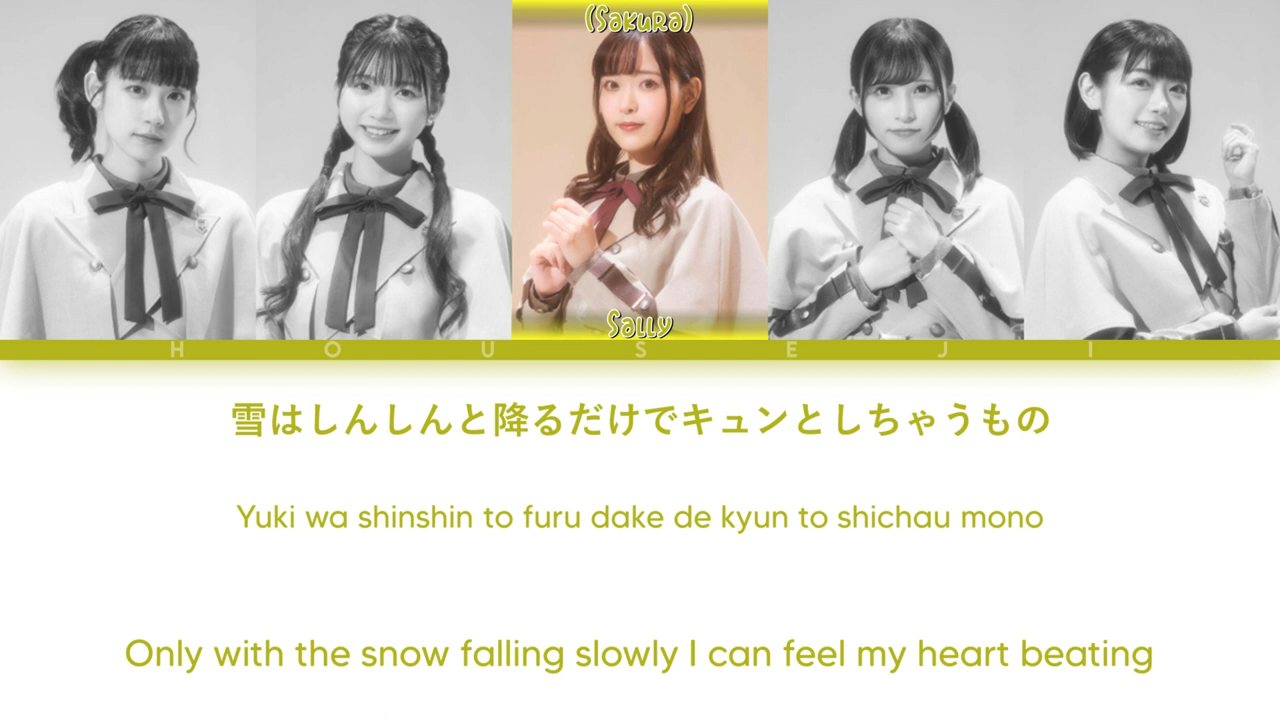 (Sakura)
Sally
HOUSEJI
雪はしんしんと降るだけでキュンとしちゃうもの
Yuki wa shinshin to furu dake de kyun to shichau mono
Only with the snow falling slowly I can feel my heart beating